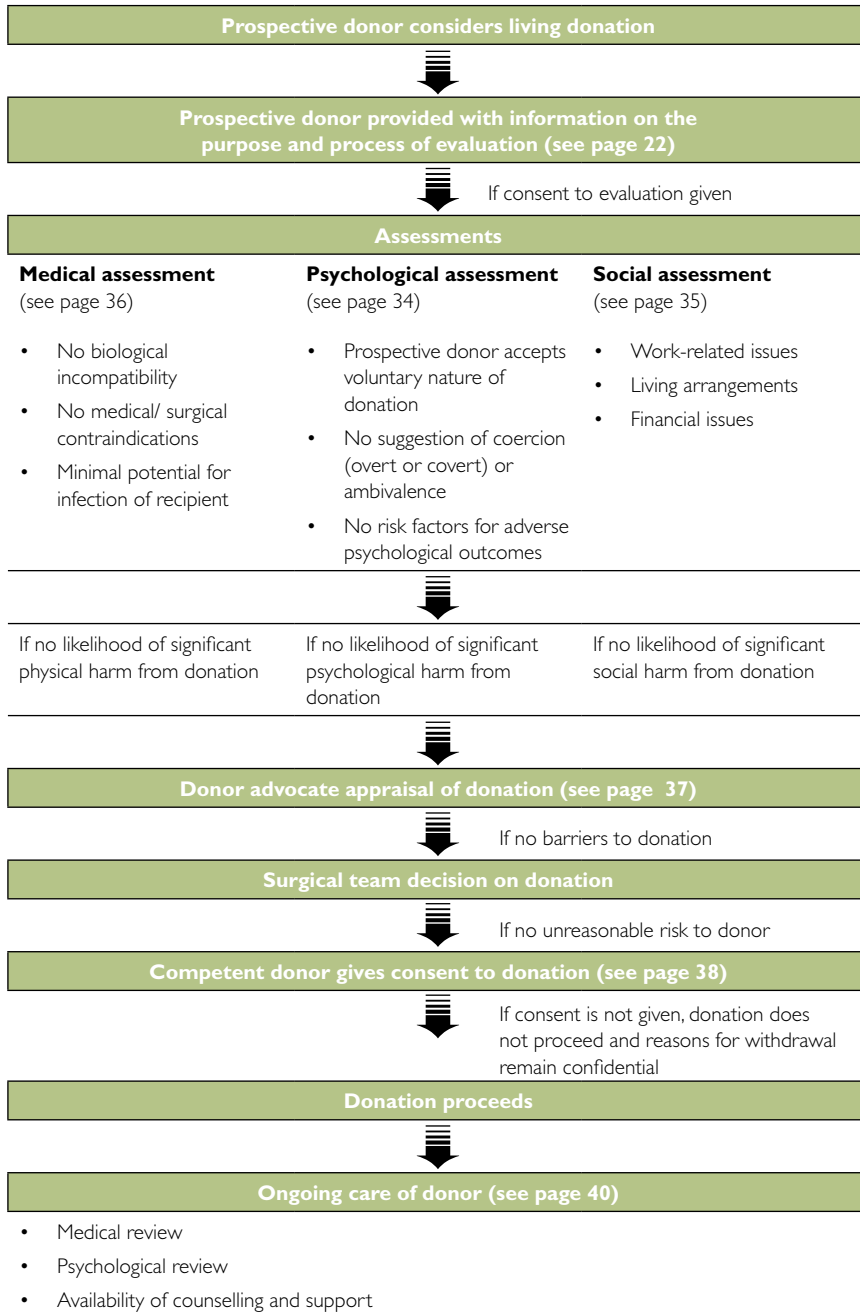 Prospective donor considers living donation
Prospective donor provided with information on the
purpose and process of evaluation (see page 22)
If consent to evaluation given
Assessments
Medical assessment
(see page 36)
• No biological
incompatibility
• No medical/ surgical
contraindications
• Minimal potential for
infection of recipient
Psychological assessment
(see page 34)
• Prospective donor accepts
voluntary nature of
donation
• No suggestion of coercion
(overt or covert) or
ambivalence
• No risk factors for adverse
psychological outcomes
Social assessment
(see page 35)
• Work-related issues
• Living arrangements
• Financial issues
If no likelihood of significant
physical harm from donation
If no likelihood of significant
psychological harm from
donation
If no likelihood of significant
social harm from donation
Donor advocate appraisal of donation (see page 37)
If no barriers to donation
Surgical team decision on donation
If no unreasonable risk to donor
Competent donor gives consent to donation (see page 38)
If consent is not given, donation does
not proceed and reasons for withdrawal
remain confidential
Donation proceeds
Ongoing care of donor (see page 40)
• Medical review
• Psychological review
• Availability of counselling and support